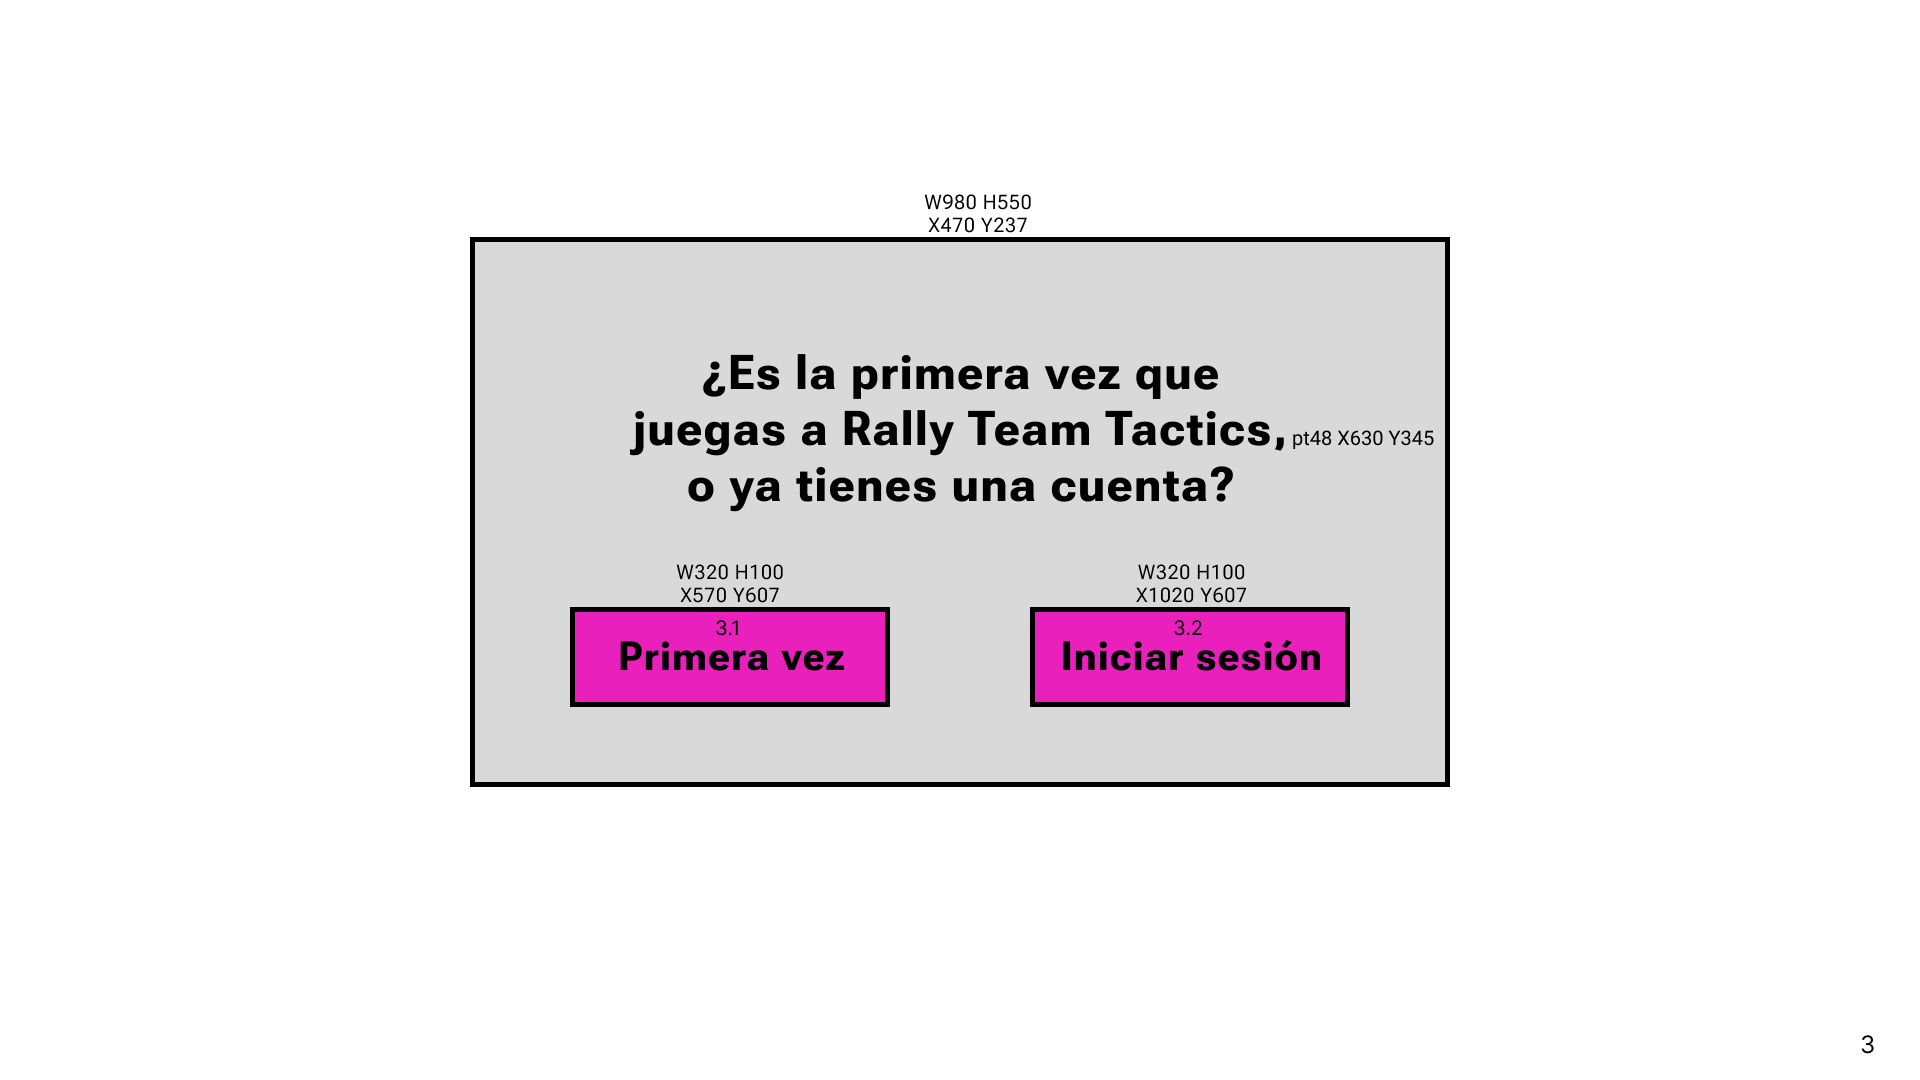 W980 H550
X470 Y237
¿Es la primera vez que
juegas a Rally Team Tactics,
pt48 X630 Y345
o ya tienes una cuenta?
W320 H100
X570 Y607
3.1
Primera vez
W320 H100
X1020 Y607
3.2
Iniciar sesión
3